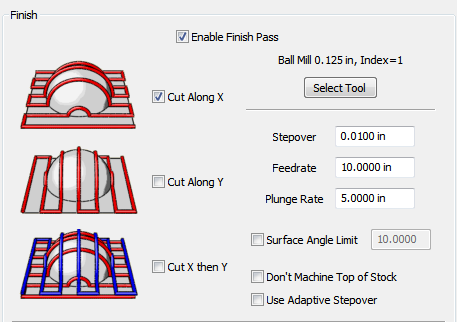 Finish
Enable Finish Pass
Ball Mill 0.125 in, Index=1
Select Tool
Cut Along X
Stepover 0.0100 in
Feedrate 10.0000 in
Plunge Rate 5.0000 in
Cut Along Y
Surface Angle Limit 10.0000
Cut X then Y
Don't Machine Top of Stock
Use Adaptive Stepover